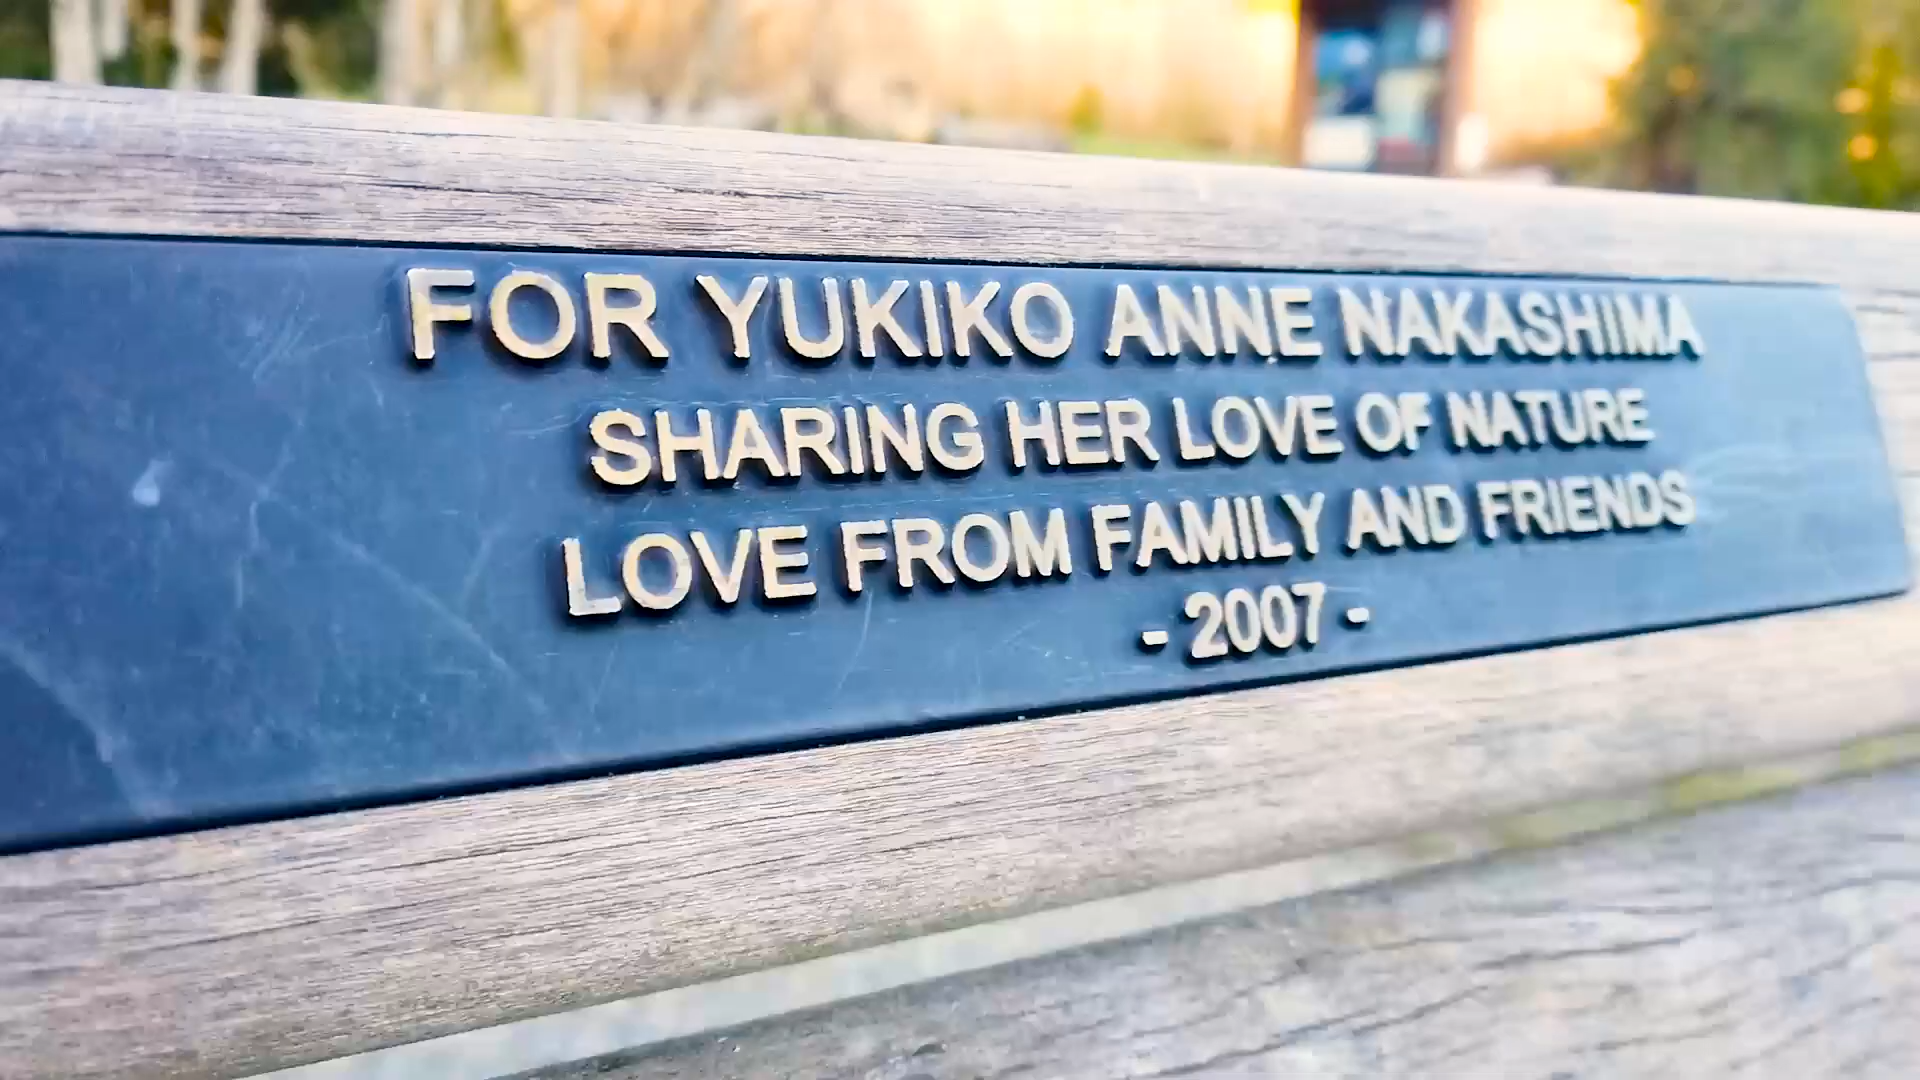 FOR YUKIKO ANNE NAKASHIMA
SHARING HER LOVE OF NATURE
LOVE FROM FAMILY AND FRIENDS
- 2007 -